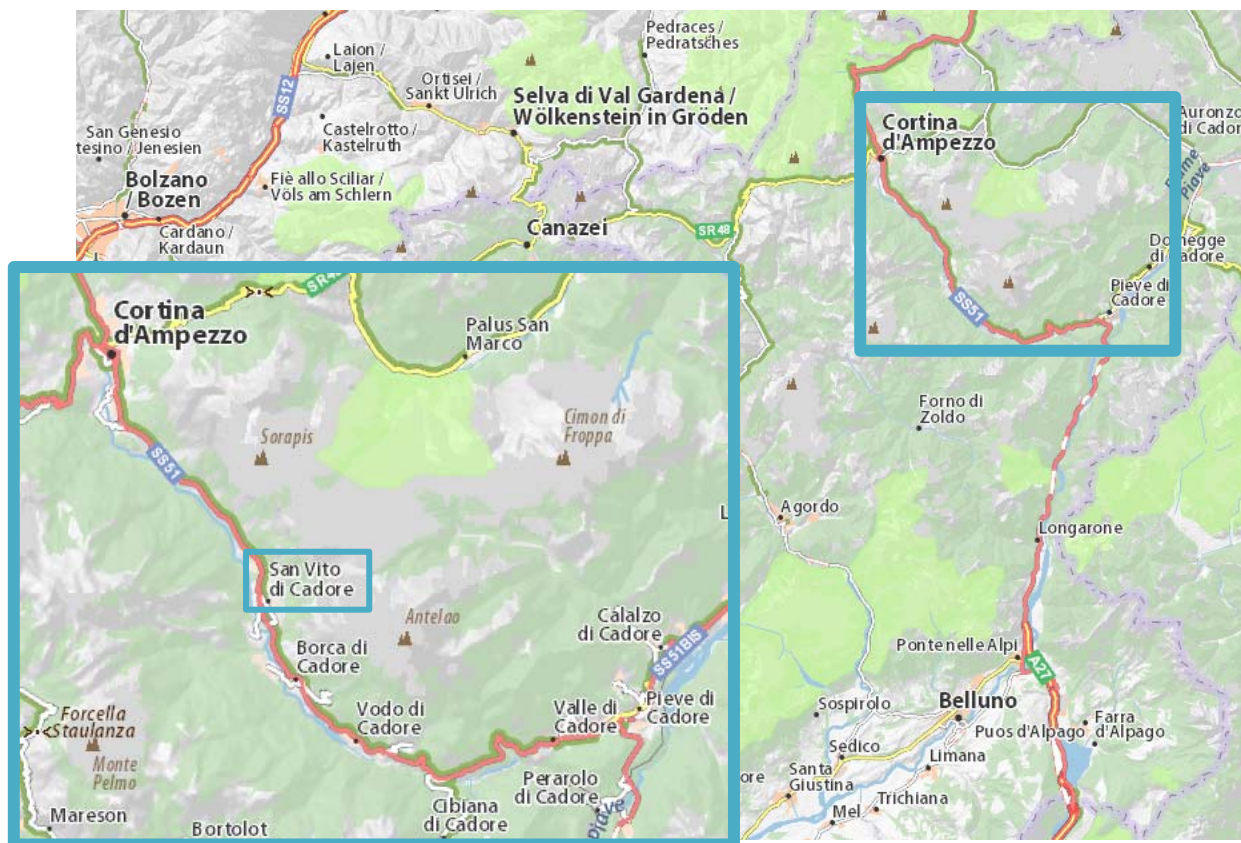 Pedraces /
Pedratsches
Laion /
Lajen
Ortisei /
Sankt Ulrich
Selva di Val Gardena /
Wölkenstein in Gröden
SS12
Castelrotto /
Kastelruth
San Genesio
tesino / Jenesien
Bolzano
/ Bozen
Fiè allo Sciliar /
Völs am Schlern
Cardano /
Kardaun
Canazei
SR48
Cortina
d'Ampezzo
Auronzo
di Cador
Piave
Domegge
di Cadore
Pieve di
Cadore
SS51
Forno di
Zoldo
Agordo
Longarone
Ponte nelle Alpi
A27
Belluno
Sospirolo
Puos d'Alpago
Farra
d'Alpago
Sedico
Limana
Santa
Giustina
Trichiana
Mel
ore
Cortina
d'Ampezzo
SR4
Palus San
Marco
Sorapis
Cimon di
Froppa
SS51
San Vito
di Cadore
Antelao
Calalzo
di Cadore
SS51BIS
Borca di
Cadore
Vodo di
Cadore
Valle di
Cadore
Pieve di
Cadore
Forcella
Staulanza
Monte
Pelmo
Perarolo
di Cadore
Cibiana
di Cadore
Mareson
Bortolot
Piave